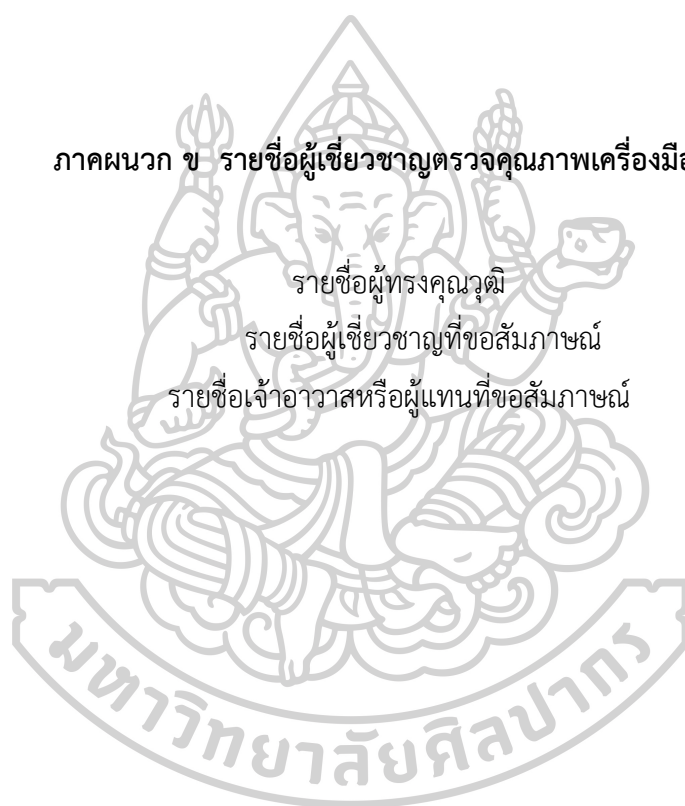 ภาคผนวก ข รายชื่อผู้เชี่ยวชาญตรวจคุณภาพเครื่องมือ
รายชื่อผู้ทรงคุณวุฒิ
รายชื่อผู้เชี่ยวชาญที่ขอสัมภาษณ์
รายชื่อเจ้าอาวาสหรือผู้แทนที่ขอสัมภาษณ์
มหาวิทยาลัยศิลปากร